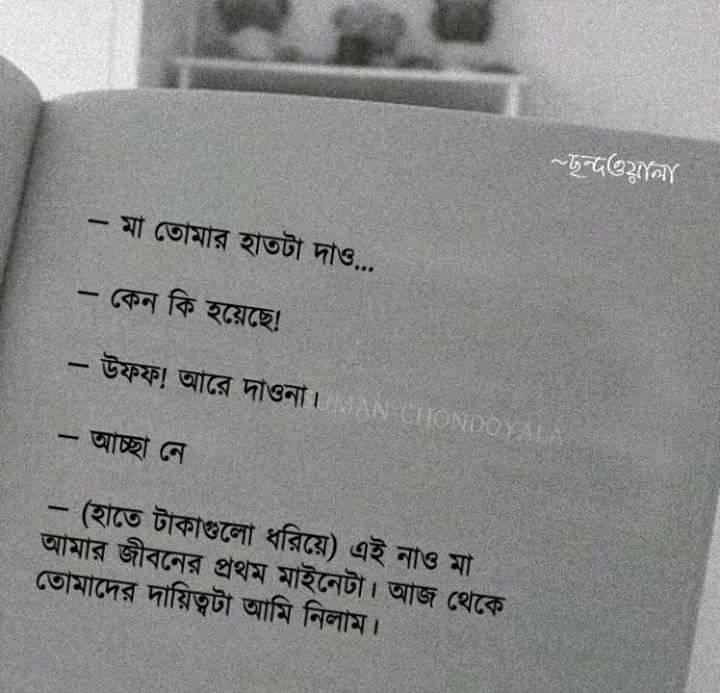 ~ছন্দওয়ালা
– মা তোমার হাতটা দাও...
– কেন কি হয়েছে!
– উফফ! আরে দাওনা।
UMAN CHONDOYALA
– আচ্ছা নে
– (হাতে টাকাগুলো ধরিয়ে) এই নাও মা
আমার জীবনের প্রথম মাইনেটা। আজ থেকে
তোমাদের দায়িত্বটা আমি নিলাম।